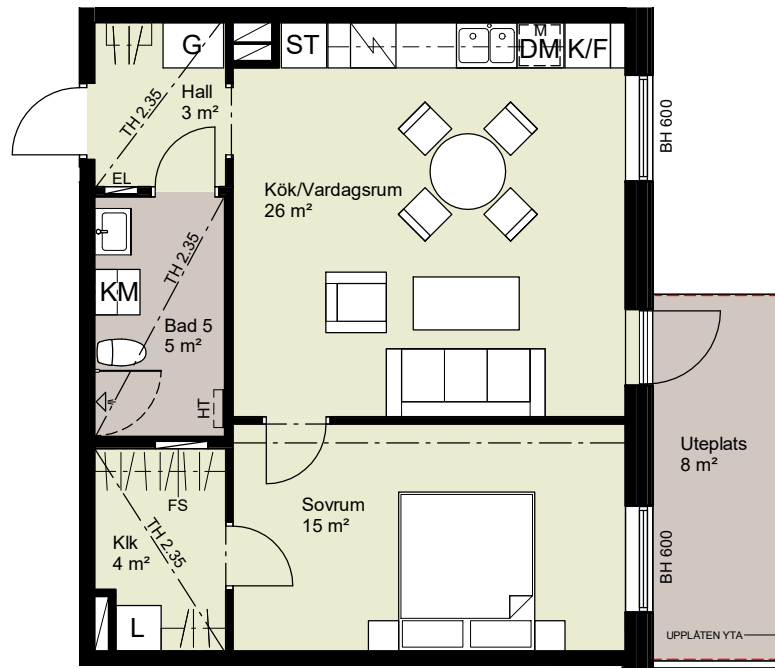 G
ST
M
DM
K/F
Hall
3 m²
TH 2.35
BH 600
EL
Kök/Vardagsrum
26 m²
TH 2.35
KM
Bad 5
5 m²
HT
Uteplats
8 m²
FS
Sovrum
15 m²
Klk
4 m²
TH 2.35
BH 600
L
UPPLÅTEN YTA